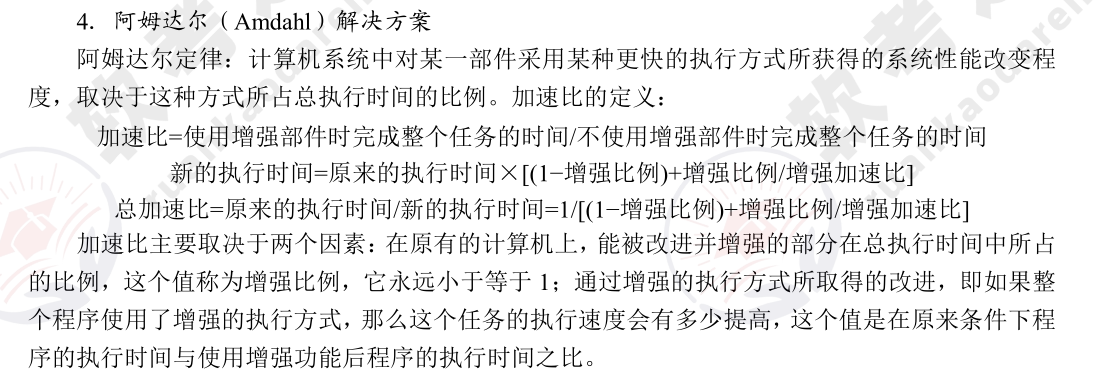 4. 阿姆达尔（Amdahl）解决方案
阿姆达尔定律：计算机系统中对某一部件采用某种更快的执行方式所获得的系统性能改变程
度，取决于这种方式所占总执行时间的比例。加速比的定义：
加速比=使用增强部件时完成整个任务的时间/不使用增强部件时完成整个任务的时间
新的执行时间=原来的执行时间×[(1−增强比例)+增强比例/增强加速比]
总加速比=原来的执行时间/新的执行时间=1/[(1−增强比例)+增强比例/增强加速比]
加速比主要取决于两个因素：在原有的计算机上，能被改进并增强的部分在总执行时间中所占
的比例，这个值称为增强比例，它永远小于等于 1；通过增强的执行方式所取得的改进，即如果整
个程序使用了增强的执行方式，那么这个任务的执行速度会有多少提高，这个值是在原来条件下程
序的执行时间与使用增强功能后程序的执行时间之比。